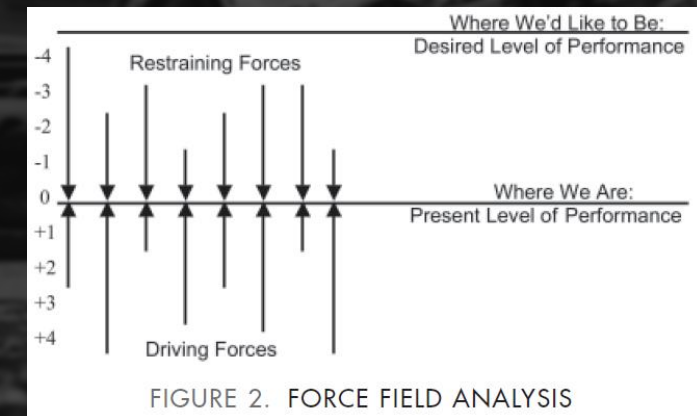 Where We'd Like to Be:
Desired Level of Performance
-4
Restraining Forces
-3
-2
-1
0
Where We Are:
Present Level of Performance
+1
+2
+3
+4
Driving Forces
FIGURE 2. FORCE FIELD ANALYSIS